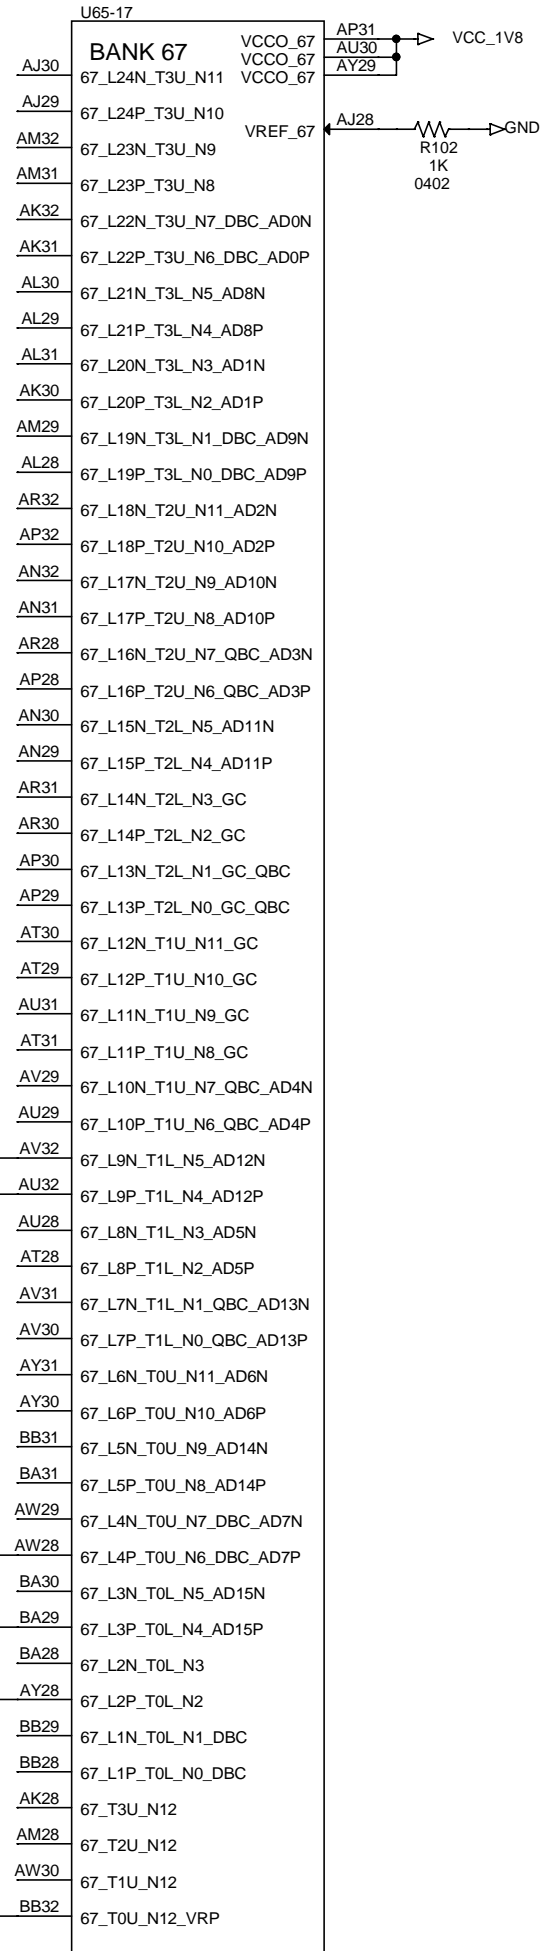 U65-17
BANK 67
VCCO_67 AP31 VCC_1V8
VCCO_67 AU30
VCCO_67 AY29
VREF_67 AJ28 GND
R102
1K
0402
AJ30 67_L24N_T3U_N11
AJ29 67_L24P_T3U_N10
AM32 67_L23N_T3U_N9
AM31 67_L23P_T3U_N8
AK32 67_L22N_T3U_N7_DBC_AD0N
AK31 67_L22P_T3U_N6_DBC_AD0P
AL30 67_L21N_T3L_N5_AD8N
AL29 67_L21P_T3L_N4_AD8P
AL31 67_L20N_T3L_N3_AD1N
AK30 67_L20P_T3L_N2_AD1P
AM29 67_L19N_T3L_N1_DBC_AD9N
AL28 67_L19P_T3L_N0_DBC_AD9P
AR32 67_L18N_T2U_N11_AD2N
AP32 67_L18P_T2U_N10_AD2P
AN32 67_L17N_T2U_N9_AD10N
AN31 67_L17P_T2U_N8_AD10P
AR28 67_L16N_T2U_N7_QBC_AD3N
AP28 67_L16P_T2U_N6_QBC_AD3P
AN30 67_L15N_T2L_N5_AD11N
AN29 67_L15P_T2L_N4_AD11P
AR31 67_L14N_T2L_N3_GC
AR30 67_L14P_T2L_N2_GC
AP30 67_L13N_T2L_N1_GC_QBC
AP29 67_L13P_T2L_N0_GC_QBC
AT30 67_L12N_T1U_N11_GC
AT29 67_L12P_T1U_N10_GC
AU31 67_L11N_T1U_N9_GC
AT31 67_L11P_T1U_N8_GC
AV29 67_L10N_T1U_N7_QBC_AD4N
AU29 67_L10P_T1U_N6_QBC_AD4P
AV32 67_L9N_T1L_N5_AD12N
AU32 67_L9P_T1L_N4_AD12P
AU28 67_L8N_T1L_N3_AD5N
AT28 67_L8P_T1L_N2_AD5P
AV31 67_L7N_T1L_N1_QBC_AD13N
AV30 67_L7P_T1L_N0_QBC_AD13P
AY31 67_L6N_T0U_N11_AD6N
AY30 67_L6P_T0U_N10_AD6P
BB31 67_L5N_T0U_N9_AD14N
BA31 67_L5P_T0U_N8_AD14P
AW29 67_L4N_T0U_N7_DBC_AD7N
AW28 67_L4P_T0U_N6_DBC_AD7P
BA30 67_L3N_T0L_N5_AD15N
BA29 67_L3P_T0L_N4_AD15P
BA28 67_L2N_T0L_N3
AY28 67_L2P_T0L_N2
BB29 67_L1N_T0L_N1_DBC
BB28 67_L1P_T0L_N0_DBC
AK28 67_T3U_N12
AM28 67_T2U_N12
AW30 67_T1U_N12
BB32 67_T0U_N12_VRP